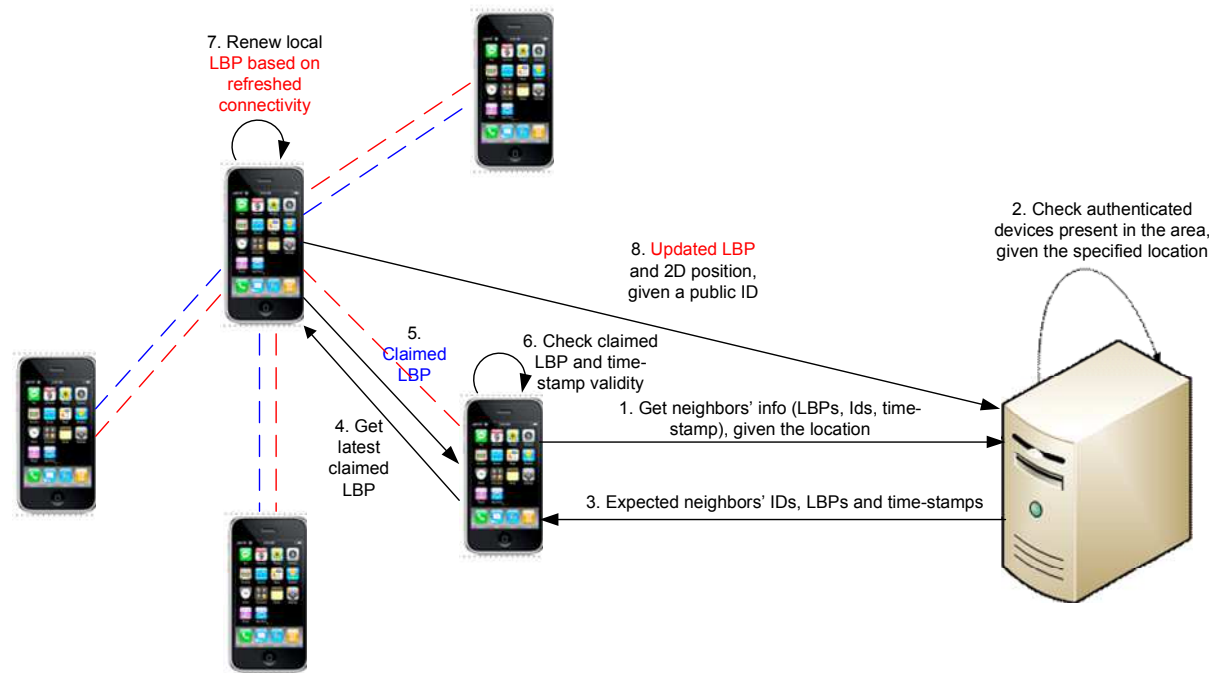 7. Renew local
LBP based on
refreshed
connectivity
2. Check authenticated
devices present in the area,
given the specified location
8. Updated LBP
and 2D position,
given a public ID
5.
Claimed
LBP
6. Check claimed
LBP and time-
stamp validity
1. Get neighbors' info (LBPs, Ids, time-
stamp), given the location
4. Get
latest
claimed
LBP
3. Expected neighbors' IDs, LBPs and time-stamps